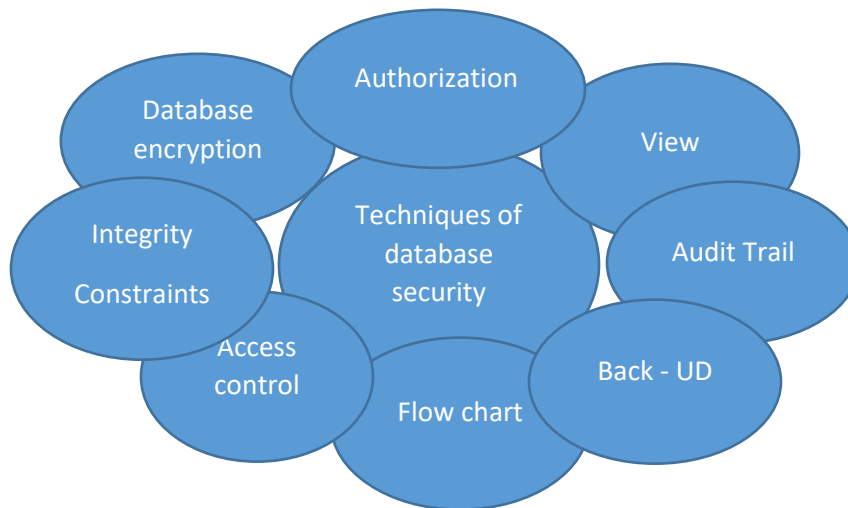 Authorization
Database
encryption
View
Integrity
Constraints
Techniques of
database
security
Audit Trail
Access
control
Back - UD
Flow chart